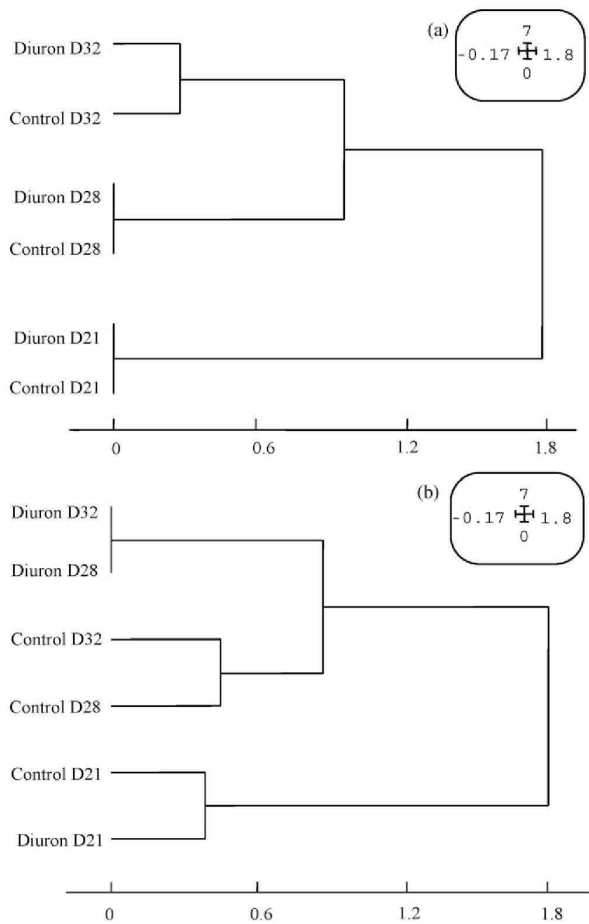 (a)
7
-0.17 1.8
0
Diuron D32
Control D32
Diuron D28
Control D28
Diuron D21
Control D21
0 0.6 1.2 1.8
(b)
7
-0.17 1.8
0
Diuron D32
Diuron D28
Control D32
Control D28
Control D21
Diuron D21
0 0.6 1.2 1.8